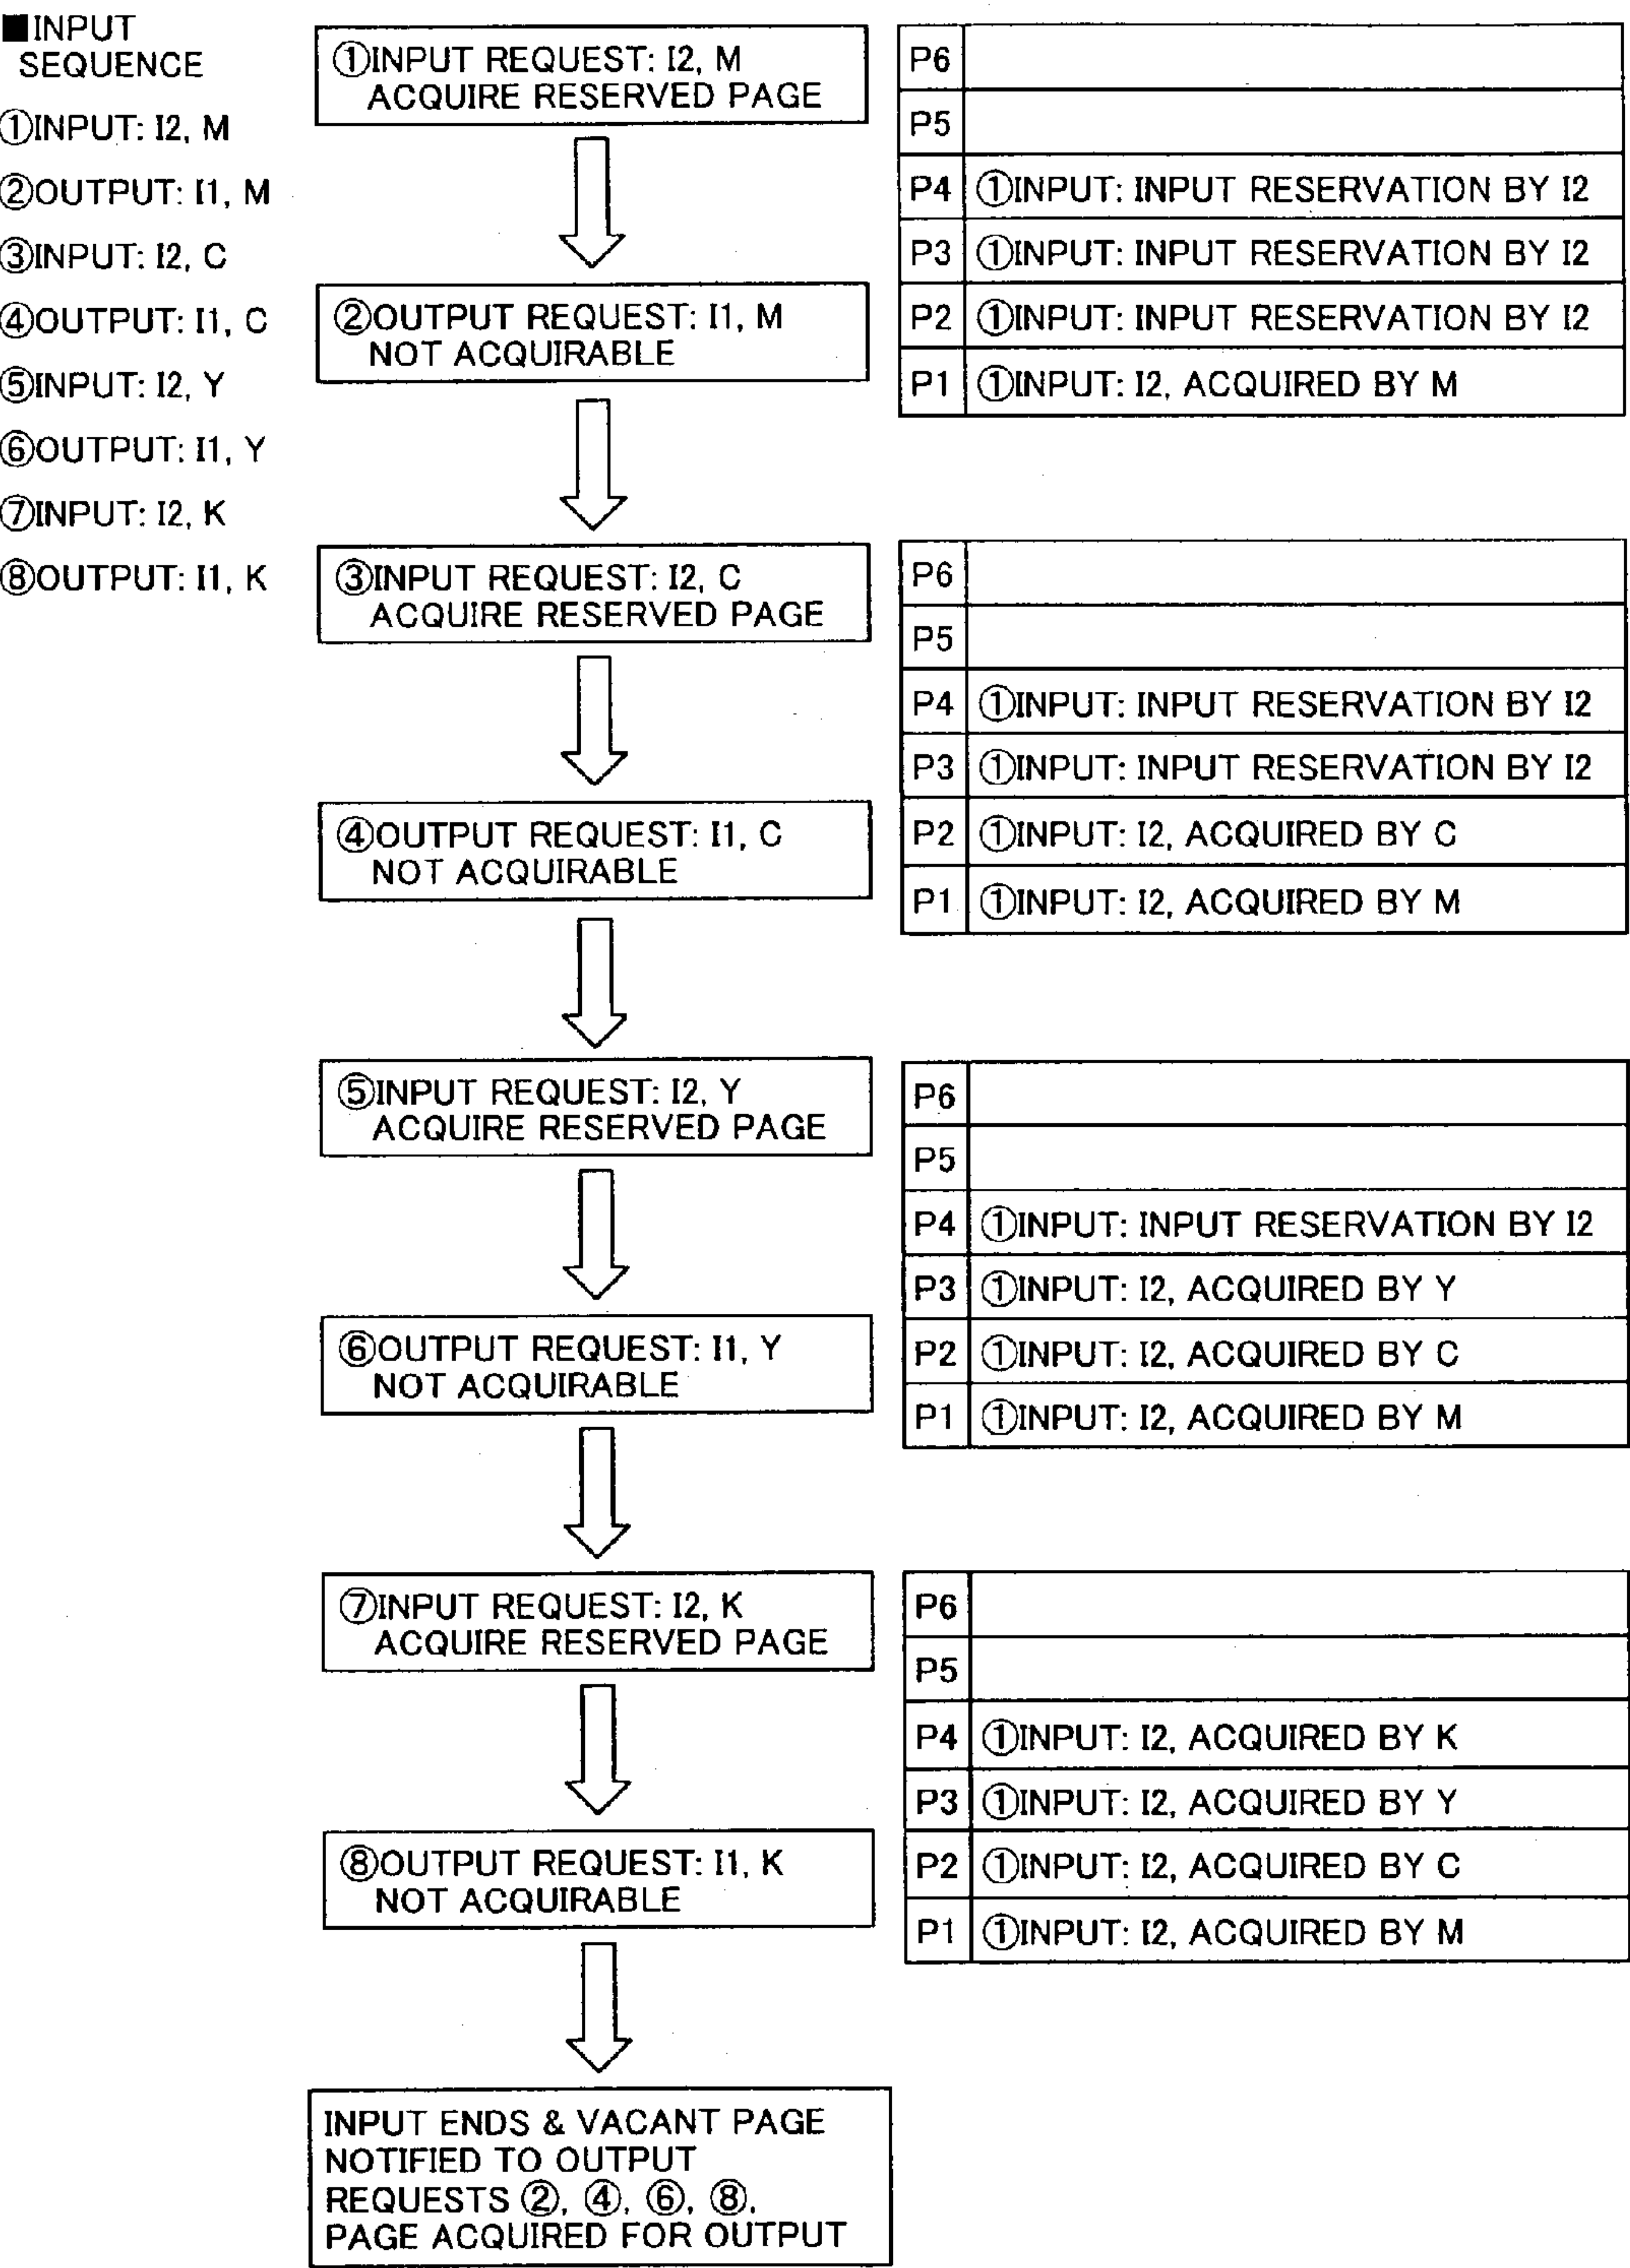 ■INPUT
SEQUENCE
①INPUT: I2, M
②OUTPUT: I1, M
③INPUT: I2, C
④OUTPUT: I1, C
⑤INPUT: I2, Y
⑥OUTPUT: I1, Y
⑦INPUT: I2, K
⑧OUTPUT: I1, K
①INPUT REQUEST: I2, M
ACQUIRE RESERVED PAGE
P6
P5
P4 ①INPUT: INPUT RESERVATION BY I2
P3 ①INPUT: INPUT RESERVATION BY I2
P2 ①INPUT: INPUT RESERVATION BY I2
P1 ①INPUT: I2, ACQUIRED BY M
②OUTPUT REQUEST: I1, M
NOT ACQUIRABLE
③INPUT REQUEST: I2, C
ACQUIRE RESERVED PAGE
P6
P5
P4 ①INPUT: INPUT RESERVATION BY I2
P3 ①INPUT: INPUT RESERVATION BY I2
P2 ①INPUT: I2, ACQUIRED BY C
P1 ①INPUT: I2, ACQUIRED BY M
④OUTPUT REQUEST: I1, C
NOT ACQUIRABLE
⑤INPUT REQUEST: I2, Y
ACQUIRE RESERVED PAGE
P6
P5
P4 ①INPUT: INPUT RESERVATION BY I2
P3 ①INPUT: I2, ACQUIRED BY Y
P2 ①INPUT: I2, ACQUIRED BY C
P1 ①INPUT: I2, ACQUIRED BY M
⑥OUTPUT REQUEST: I1, Y
NOT ACQUIRABLE
⑦INPUT REQUEST: I2, K
ACQUIRE RESERVED PAGE
P6
P5
P4 ①INPUT: I2, ACQUIRED BY K
P3 ①INPUT: I2, ACQUIRED BY Y
P2 ①INPUT: I2, ACQUIRED BY C
P1 ①INPUT: I2, ACQUIRED BY M
⑧OUTPUT REQUEST: I1, K
NOT ACQUIRABLE
INPUT ENDS & VACANT PAGE
NOTIFIED TO OUTPUT
REQUESTS ②, ④, ⑥, ⑧,
PAGE ACQUIRED FOR OUTPUT